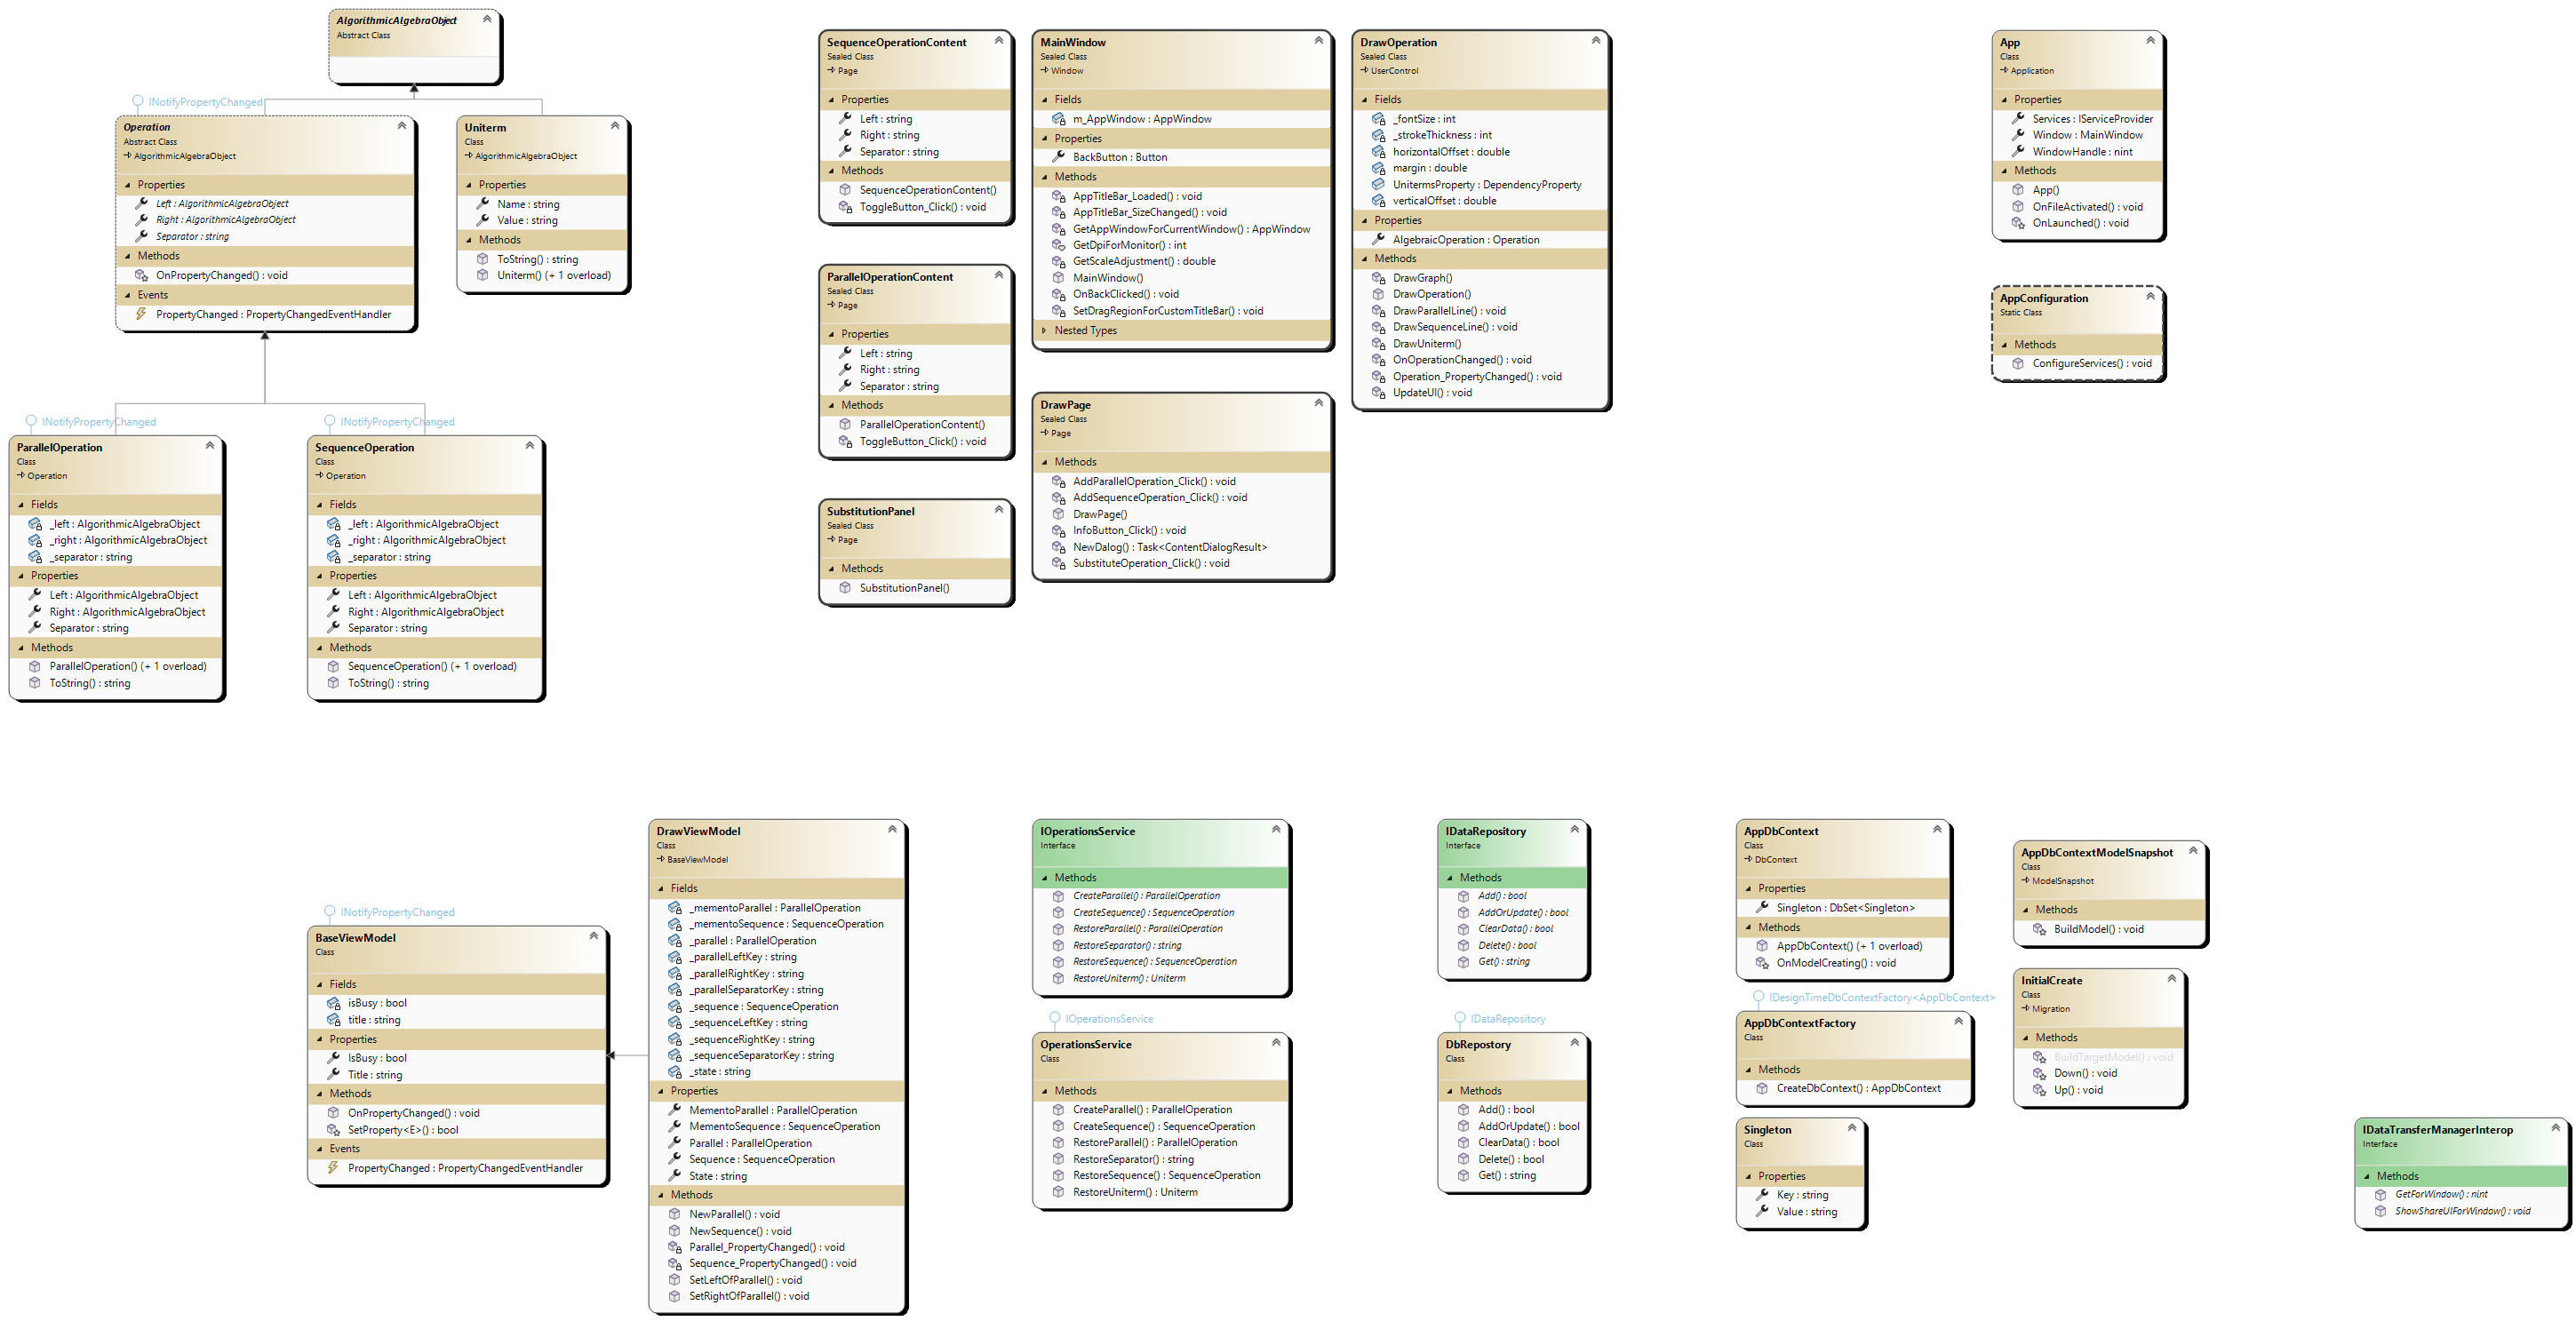 AlgorithmicAlgebraObject
Abstract Class
INotifyPropertyChanged
Operation
Abstract Class
AlgorithmicAlgebraObject
Properties
Left : AlgorithmicAlgebraObject
Right : AlgorithmicAlgebraObject
Separator : string
Methods
OnPropertyChanged() : void
Events
PropertyChanged : PropertyChangedEventHandler
Uniterm
Class
AlgorithmicAlgebraObject
Properties
Name : string
Value : string
Methods
ToString() : string
Uniterm() (+ 1 overload)
INotifyPropertyChanged
ParallelOperation
Class
Operation
Fields
_left : AlgorithmicAlgebraObject
_right : AlgorithmicAlgebraObject
_separator : string
Properties
Left : AlgorithmicAlgebraObject
Right : AlgorithmicAlgebraObject
Separator : string
Methods
ParallelOperation() (+ 1 overload)
ToString() : string
INotifyPropertyChanged
SequenceOperation
Class
Operation
Fields
_left : AlgorithmicAlgebraObject
_right : AlgorithmicAlgebraObject
_separator : string
Properties
Left : AlgorithmicAlgebraObject
Right : AlgorithmicAlgebraObject
Separator : string
Methods
SequenceOperation() (+ 1 overload)
ToString() : string
SequenceOperationContent
Sealed Class
Page
Properties
Left : string
Right : string
Separator : string
Methods
SequenceOperationContent()
ToggleButton_Click() : void
ParallelOperationContent
Sealed Class
Page
Properties
Left : string
Right : string
Separator : string
Methods
ParallelOperationContent()
ToggleButton_Click() : void
SubstitutionPanel
Sealed Class
Page
Methods
SubstitutionPanel()
MainWindow
Sealed Class
Window
Fields
m_AppWindow : AppWindow
Properties
BackButton : Button
Methods
AppTitleBar_Loaded() : void
AppTitleBar_SizeChanged() : void
GetAppWindowForCurrentWindow() : AppWindow
GetDpiForMonitor() : int
GetScaleAdjustment() : double
MainWindow()
OnBackClicked() : void
SetDragRegionForCustomTitleBar() : void
Nested Types
DrawPage
Sealed Class
Page
Methods
AddParallelOperation_Click() : void
AddSequenceOperation_Click() : void
DrawPage()
InfoButton_Click() : void
NewDalog() : Task<ContentDialogResult>
SubstituteOperation_Click() : void
DrawOperation
Sealed Class
UserControl
Fields
_fontSize : int
_strokeThickness : int
horizontalOffset : double
margin : double
UnitermsProperty : DependencyProperty
verticalOffset : double
Properties
AlgebraicOperation : Operation
Methods
DrawGraph()
DrawOperation()
DrawParallelLine() : void
DrawSequenceLine() : void
DrawUniterm()
OnOperationChanged() : void
Operation_PropertyChanged() : void
UpdateUI() : void
App
Class
Application
Properties
Services : IServiceProvider
Window : MainWindow
WindowHandle : nint
Methods
App()
OnFileActivated() : void
OnLaunched() : void
AppConfiguration
Static Class
Methods
ConfigureServices() : void
INotifyPropertyChanged
BaseViewModel
Class
Fields
isBusy : bool
title : string
Properties
IsBusy : bool
Title : string
Methods
OnPropertyChanged() : void
SetProperty<E>() : bool
Events
PropertyChanged : PropertyChangedEventHandler
DrawViewModel
Class
BaseViewModel
Fields
_mementoParallel : ParallelOperation
_mementoSequence : SequenceOperation
_parallel : ParallelOperation
_parallelLeftKey : string
_parallelRightKey : string
_parallelSeparatorKey : string
_sequence : SequenceOperation
_sequenceLeftKey : string
_sequenceRightKey : string
_sequenceSeparatorKey : string
_state : string
Properties
MementoParallel : ParallelOperation
MementoSequence : SequenceOperation
Parallel : ParallelOperation
Sequence : SequenceOperation
State : string
Methods
NewParallel() : void
NewSequence() : void
Parallel_PropertyChanged() : void
Sequence_PropertyChanged() : void
SetLeftOfParallel() : void
SetRightOfParallel() : void
IOperationsService
Interface
Methods
CreateParallel() : ParallelOperation
CreateSequence() : SequenceOperation
RestoreParallel() : ParallelOperation
RestoreSeparator() : string
RestoreSequence() : SequenceOperation
RestoreUniterm() : Uniterm
IOperationsService
OperationsService
Class
Methods
CreateParallel() : ParallelOperation
CreateSequence() : SequenceOperation
RestoreParallel() : ParallelOperation
RestoreSeparator() : string
RestoreSequence() : SequenceOperation
RestoreUniterm() : Uniterm
IDataRepository
Interface
Methods
Add() : bool
AddOrUpdate() : bool
ClearData() : bool
Delete() : bool
Get() : string
IDataRepository
DbRepostory
Class
Methods
Add() : bool
AddOrUpdate() : bool
ClearData() : bool
Delete() : bool
Get() : string
AppDbContext
Class
DbContext
Properties
Singleton : DbSet<Singleton>
Methods
AppDbContext() (+ 1 overload)
OnModelCreating() : void
IDesignTimeDbContextFactory<AppDbContext>
AppDbContextFactory
Class
Methods
CreateDbContext() : AppDbContext
Singleton
Class
Properties
Key : string
Value : string
AppDbContextModelSnapshot
Class
ModelSnapshot
Methods
BuildModel() : void
InitialCreate
Class
Migration
Methods
BuildTargetModel() : void
Down() : void
Up() : void
IDataTransferManagerInterop
Interface
Methods
GetForWindow() : nint
ShowShareUIForWindow() : void